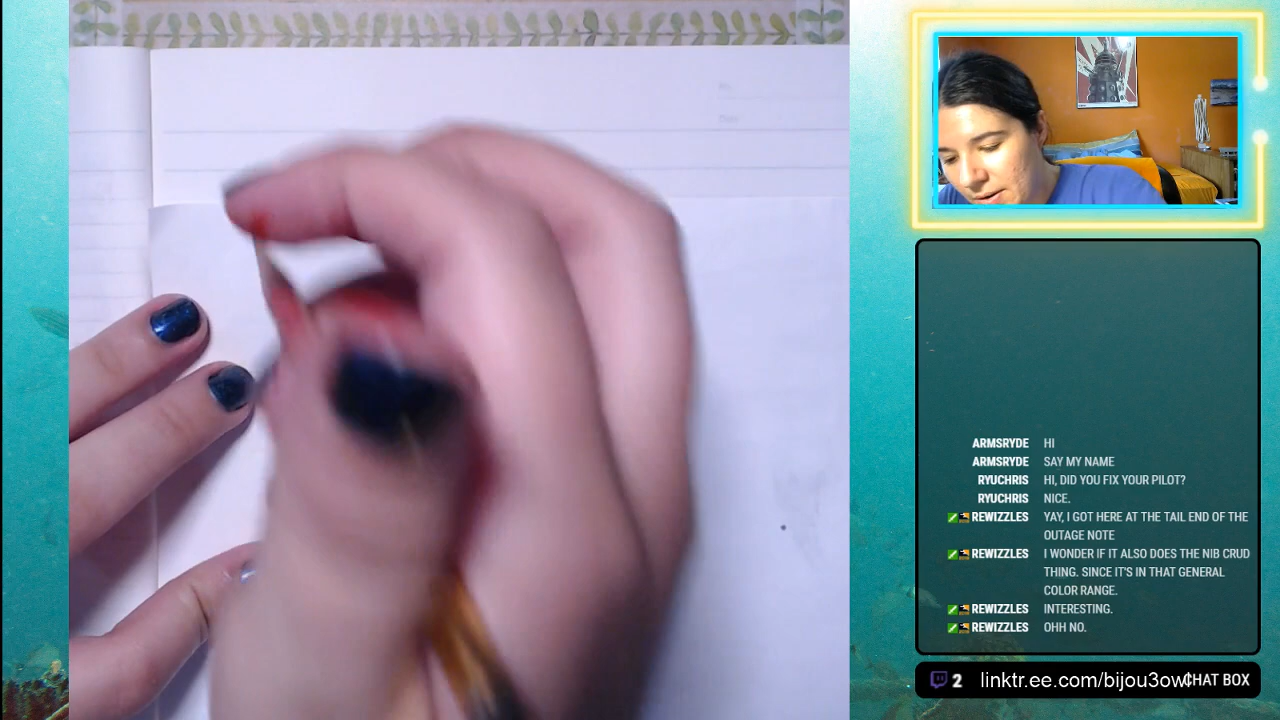 ARMSRYDE HI
ARMSRYDE SAY MY NAME
RYUCHRIS HI, DID YOU FIX YOUR PILOT?
RYUCHRIS NICE.
REWIZZLES YAY, I GOT HERE AT THE TAIL END OF THE
OUTAGE NOTE
REWIZZLES I WONDER IF IT ALSO DOES THE NIB CRUD
THING. SINCE IT'S IN THAT GENERAL
COLOR RANGE.
REWIZZLES INTERESTING.
REWIZZLES OHH NO.
2 linktr.ee.com/bijou3owl CHAT BOX